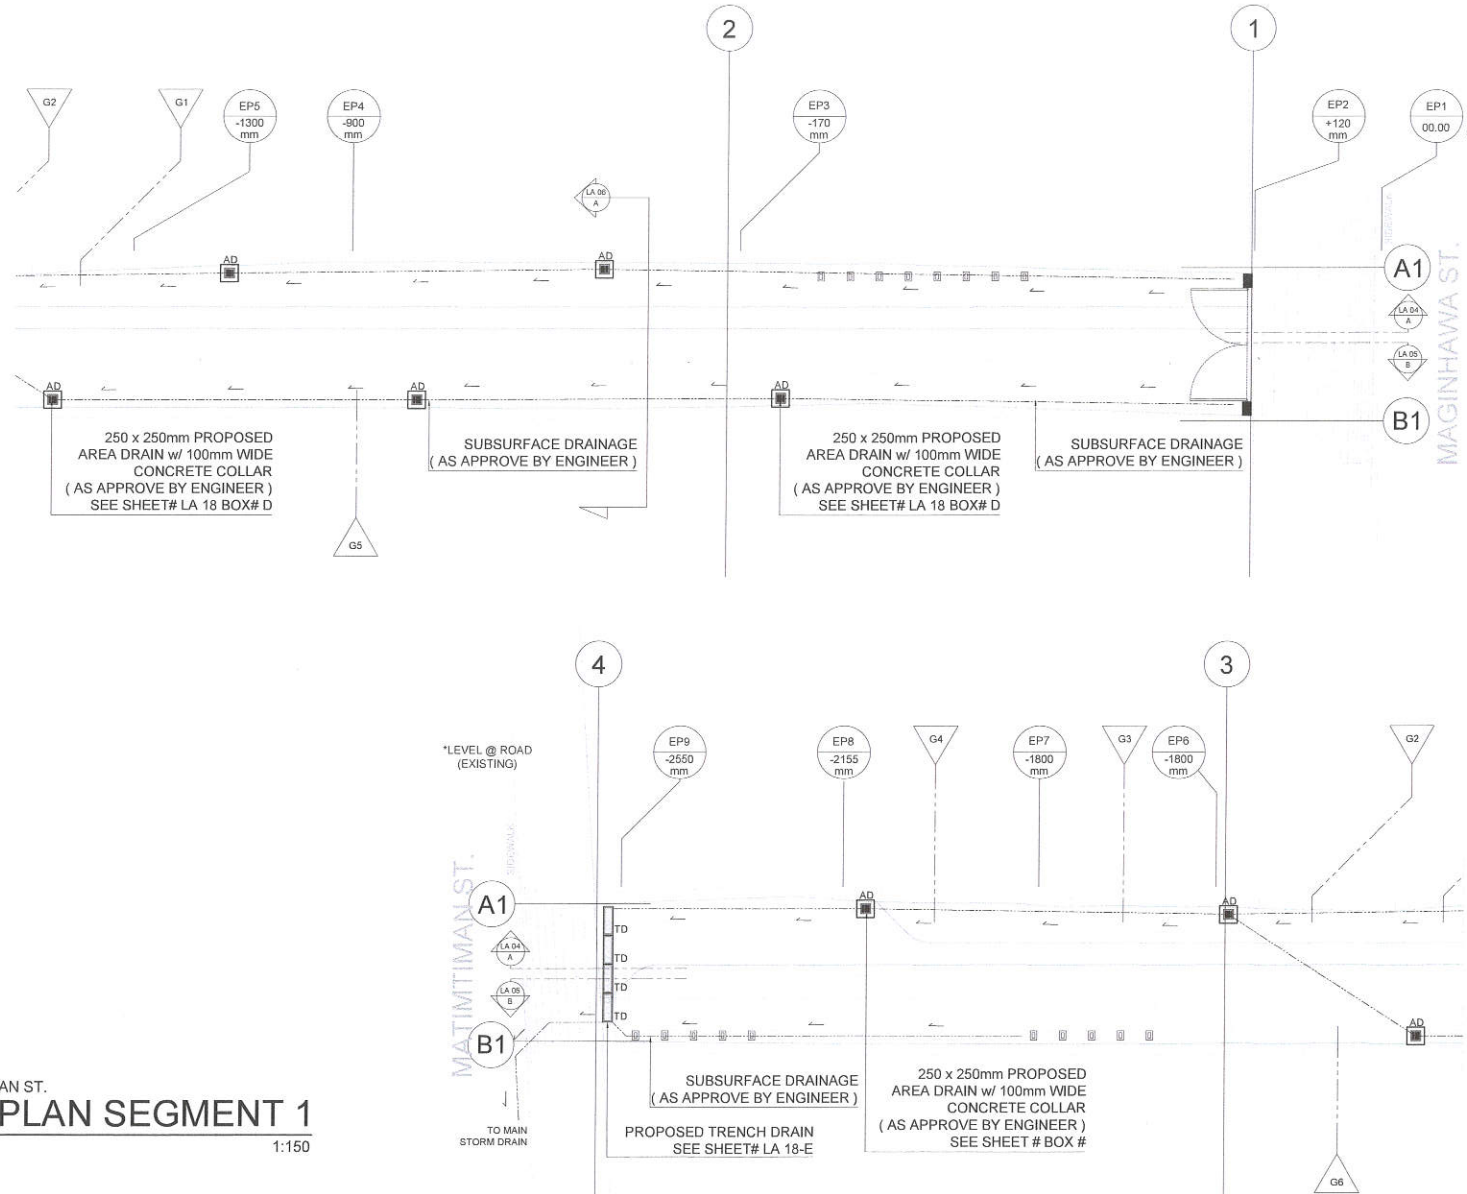 2
1
G2
G1
EP5
-1300
mm
EP4
-900
mm
EP3
-170
mm
EP2
+120
mm
EP1
00.00
LA 06
A
SIDEWALK
AD
AD
A1
LA 04
A
LA 05
B
MAGINHAWA ST.
AD
AD
AD
B1
250 x 250mm PROPOSED
AREA DRAIN w/ 100mm WIDE
CONCRETE COLLAR
( AS APPROVE BY ENGINEER )
SEE SHEET# LA 18 BOX# D
SUBSURFACE DRAINAGE
( AS APPROVE BY ENGINEER )
250 x 250mm PROPOSED
AREA DRAIN w/ 100mm WIDE
CONCRETE COLLAR
( AS APPROVE BY ENGINEER )
SEE SHEET# LA 18 BOX# D
SUBSURFACE DRAINAGE
( AS APPROVE BY ENGINEER )
G5
4
3
*LEVEL @ ROAD
(EXISTING)
EP9
-2550
mm
EP8
-2155
mm
G4
EP7
-1800
mm
G3
EP6
-1800
mm
G2
SIDEWALK
MATIMTIMAN ST.
A1
AD
AD
TD
LA 04
A
TD
LA 05
B
TD
TD
B1
AD
SUBSURFACE DRAINAGE
( AS APPROVE BY ENGINEER )
250 x 250mm PROPOSED
AREA DRAIN w/ 100mm WIDE
CONCRETE COLLAR
( AS APPROVE BY ENGINEER )
SEE SHEET # BOX #
TO MAIN
STORM DRAIN
PROPOSED TRENCH DRAIN
SEE SHEET# LA 18-E
G6
AN ST.
PLAN SEGMENT 1
1:150